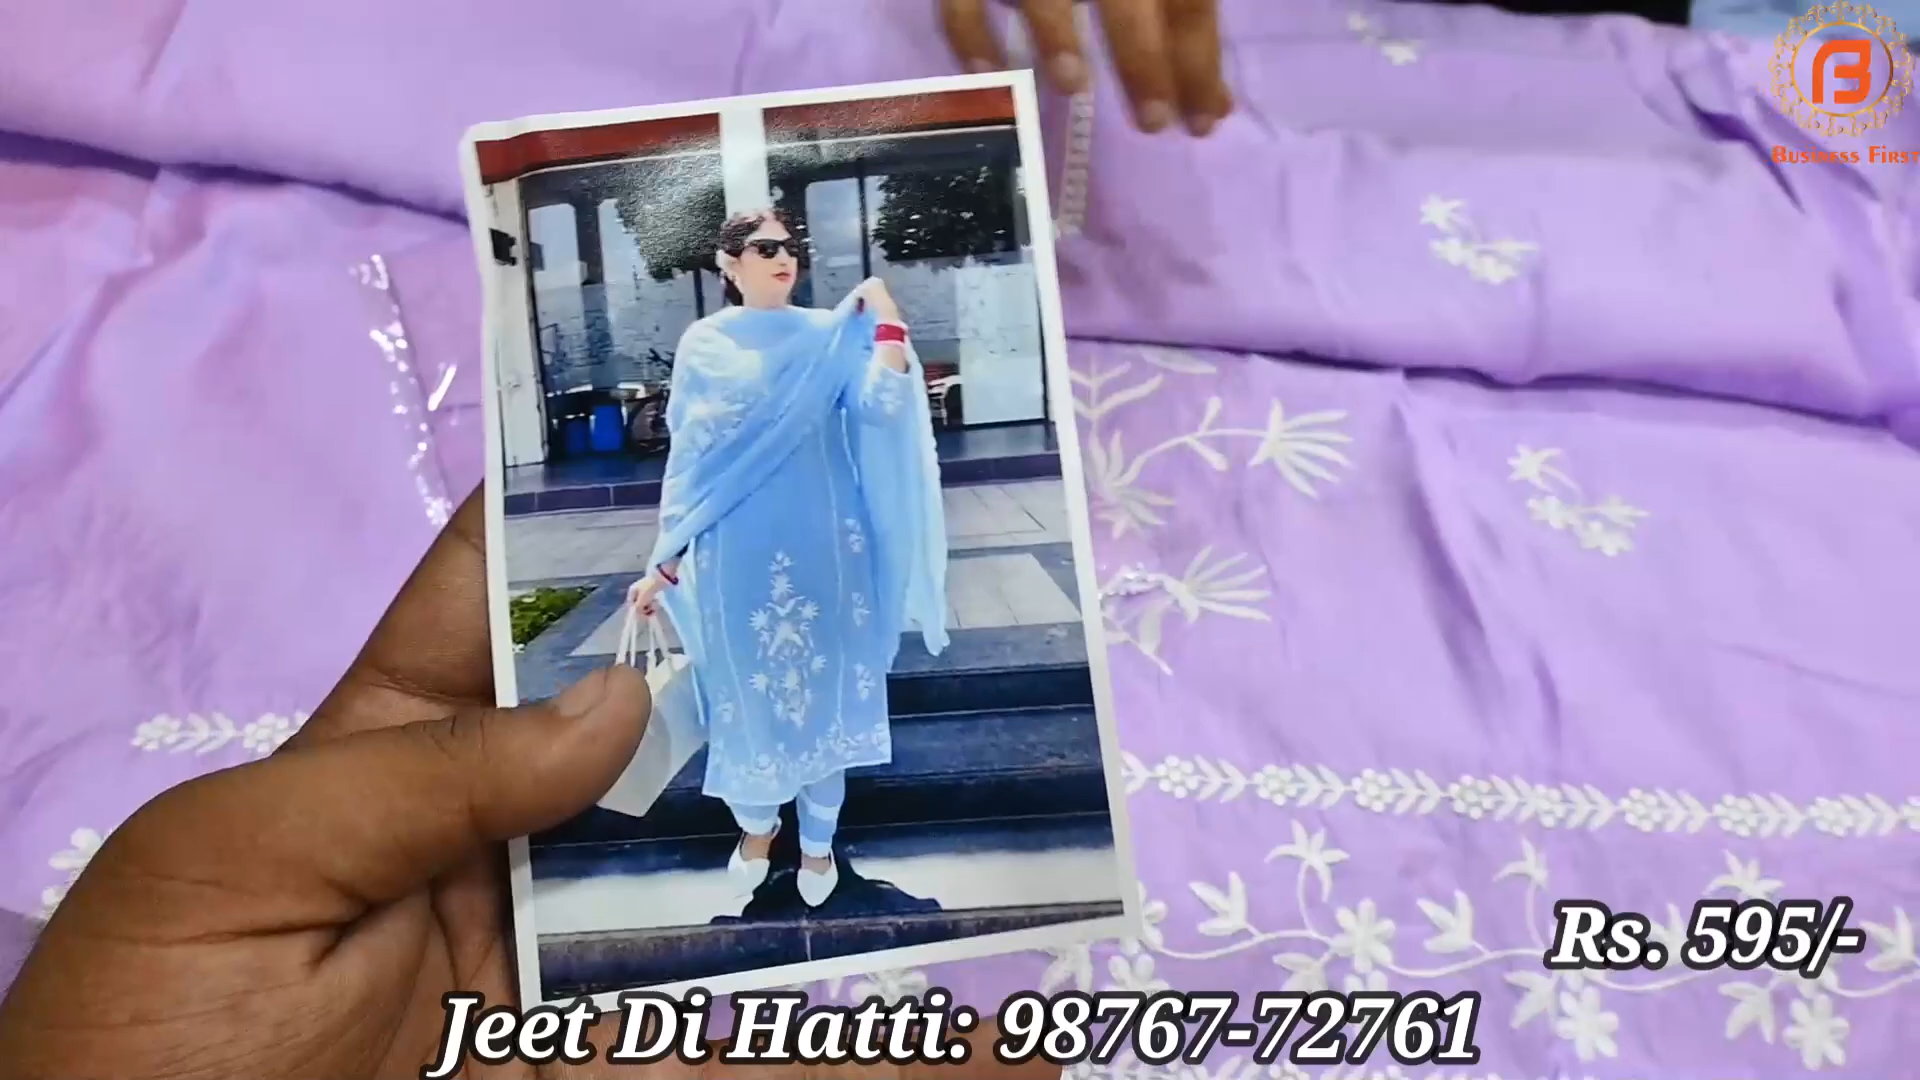 BUSINESS FIRST
Rs. 595/-
Jeet Di Hatti: 98767-72761